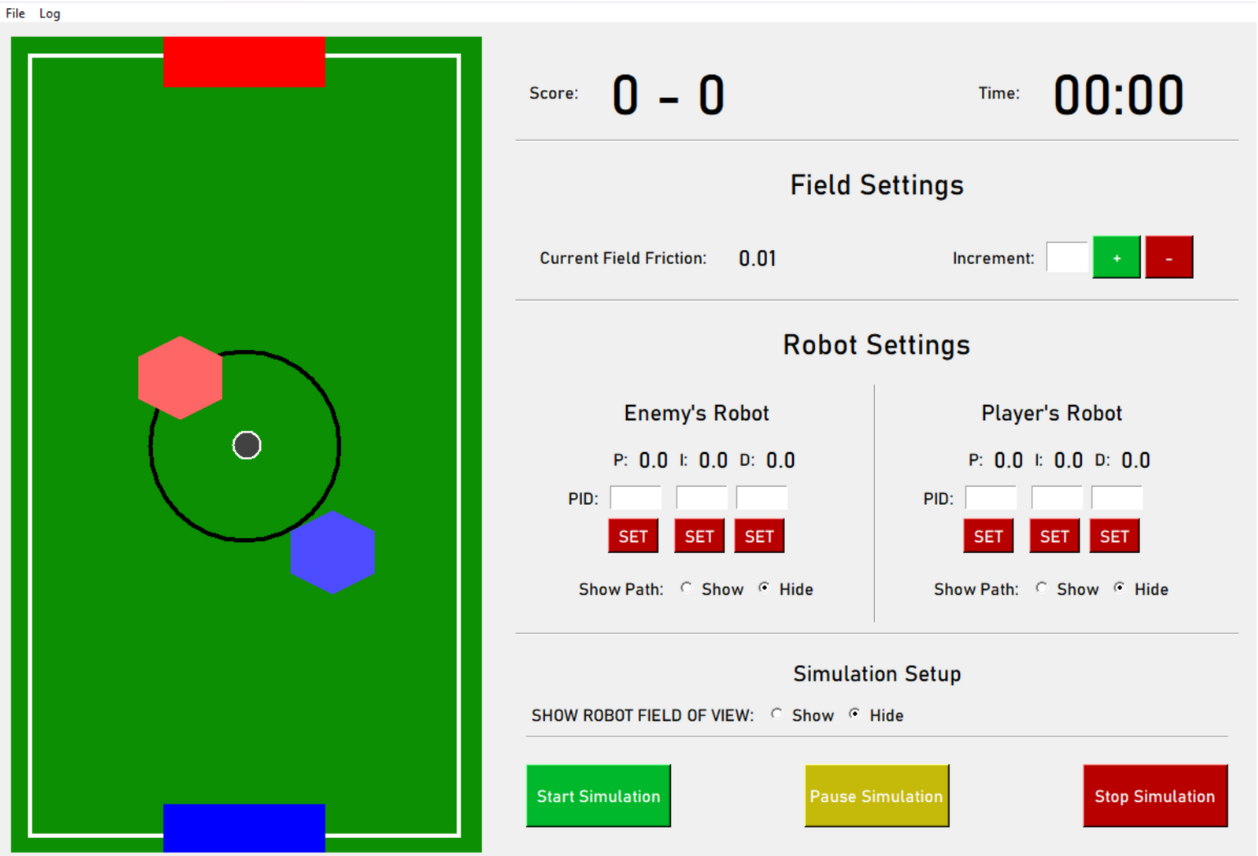 File Log
Score: 0 - 0 Time: 00:00
Field Settings
Current Field Friction: 0.01 Increment: + -
Robot Settings
Enemy's Robot Player's Robot
P: 0.0 I: 0.0 D: 0.0 P: 0.0 I: 0.0 D: 0.0
PID: PID:
SET SET SET SET SET SET
Show Path: Show Hide Show Path: Show Hide
Simulation Setup
SHOW ROBOT FIELD OF VIEW: Show Hide
Start Simulation Pause Simulation Stop Simulation